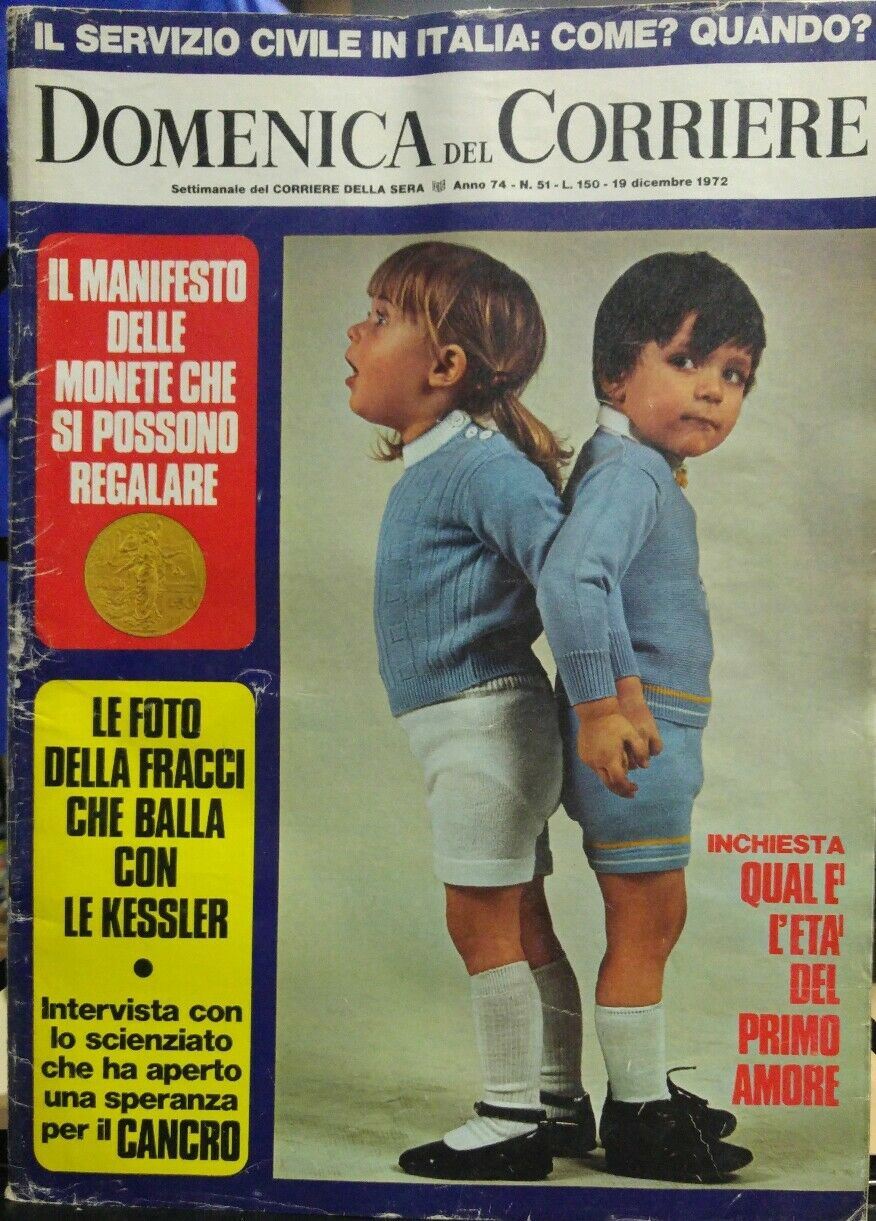 IL SERVIZIO CIVILE IN ITALIA: COME? QUANDO?
DOMENICA DEL CORRIERE
Settimanale del CORRIERE DELLA SERA Anno 74 - N. 51 - L. 150 - 19 dicembre 1972
IL MANIFESTO
DELLE
MONETE CHE
SI POSSONO
REGALARE
LE FOTO
DELLA FRACCI
CHE BALLA
CON
LE KESSLER
●
Intervista con
lo scienziato
che ha aperto
una speranza
per il CANCRO
INCHIESTA
QUAL E'
L'ETA'
DEL
PRIMO
AMORE